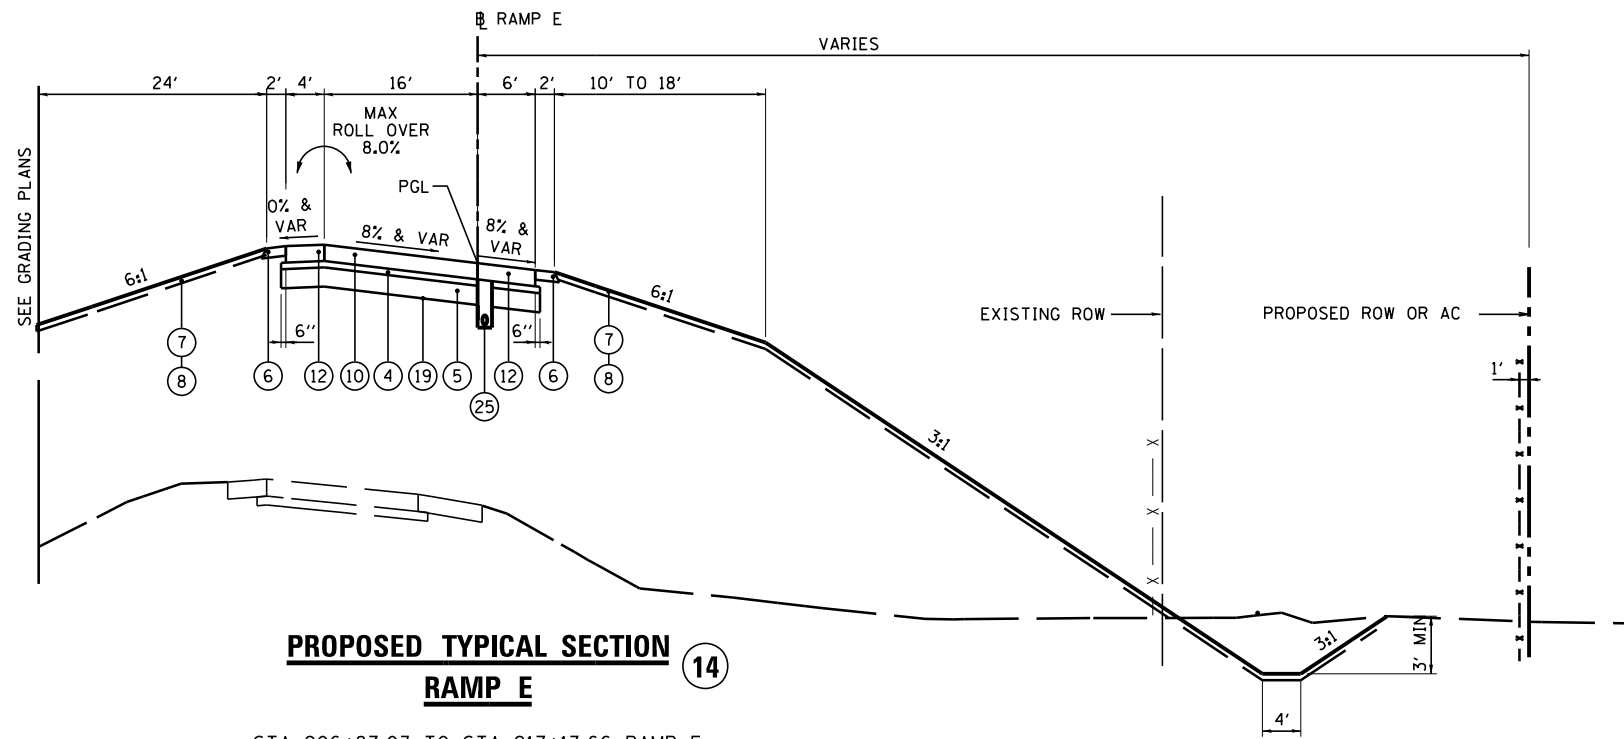 ℄ RAMP E
VARIES
24' 2' 4' 16' 6' 2' 10' TO 18'
MAX
ROLL OVER
8.0%
PGL
SEE GRADING PLANS
0% &
VAR
8% & VAR
8% &
VAR
6:1
6:1
EXISTING ROW
PROPOSED ROW OR AC
6''
6''
7
8
6
12
10
4
19
5
12
6
7
8
25
1'
3:1
X
X
X
3:1
3' MIN
4'
PROPOSED TYPICAL SECTION
RAMP E
14